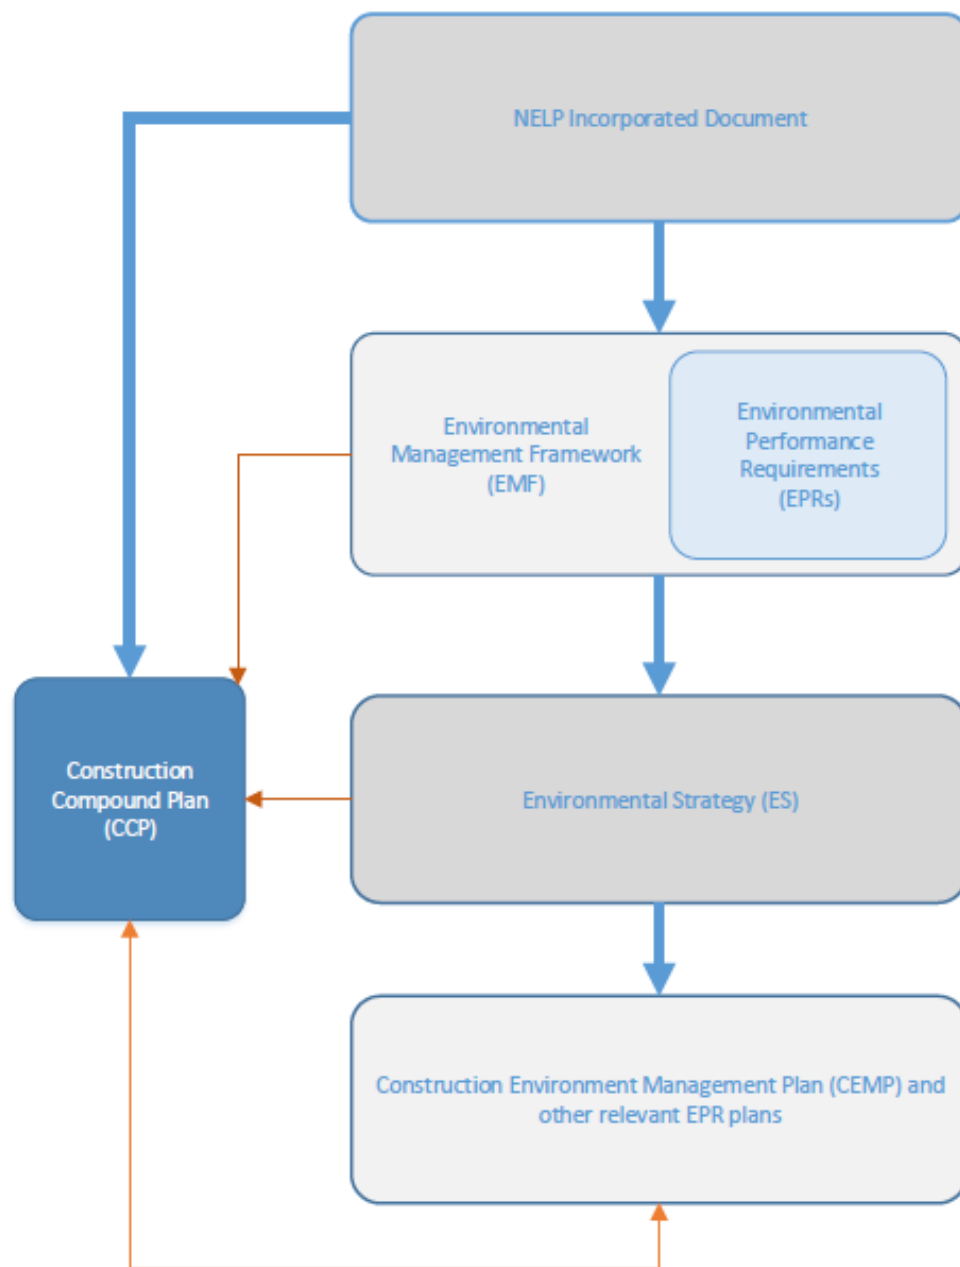 NELP Incorporated Document
Environmental
Management Framework
(EMF)
Environmental
Performance
Requirements
(EPRs)
Construction
Compound Plan
(CCP)
Environmental Strategy (ES)
Construction Environment Management Plan (CEMP) and
other relevant EPR plans